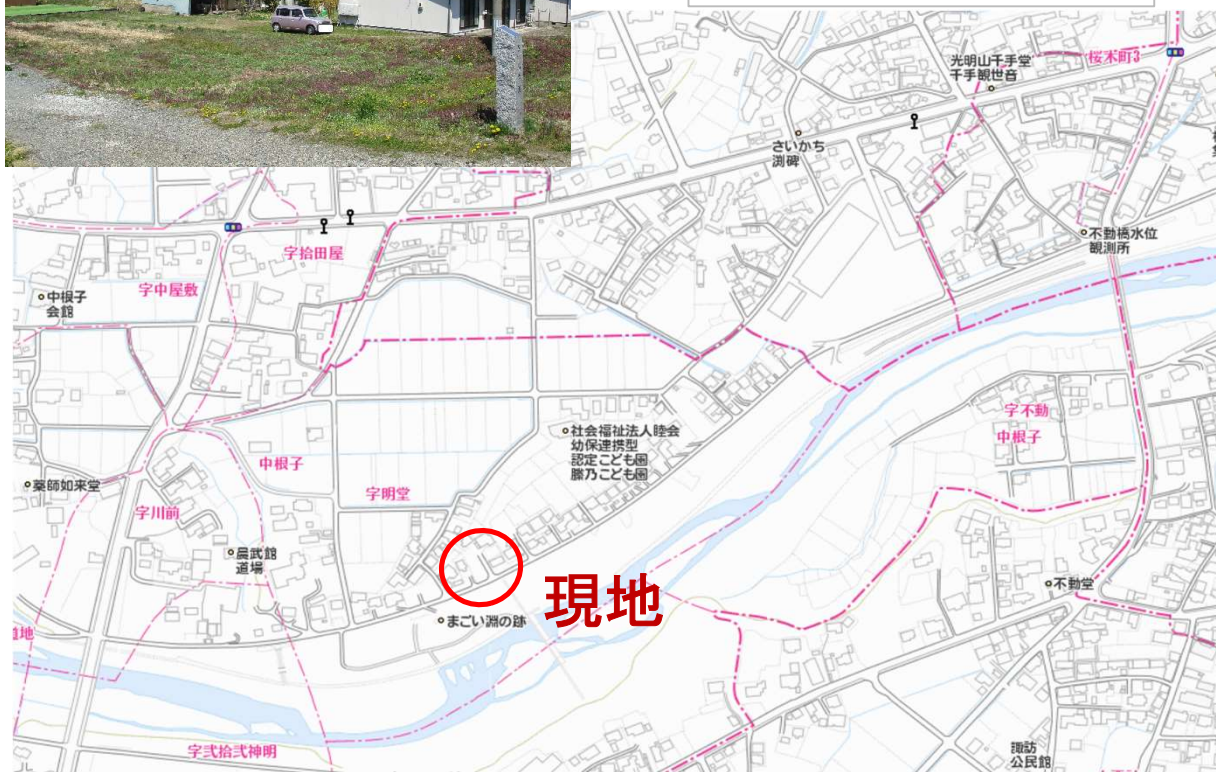 光明山千手堂
千手観世音
桜木町3
さいかち
渕碑
不動橋水位
観測所
字拾田屋
字中屋敷
中根子
会館
字不動
中根子
社会福祉法人睦会
幼保連携型
認定こども園
勝乃こども園
中根子
字明堂
薬師如来堂
字川前
晨武館
道場
現地
不動堂
まごい淵の跡
字弐拾弐神明
諏訪
公民館